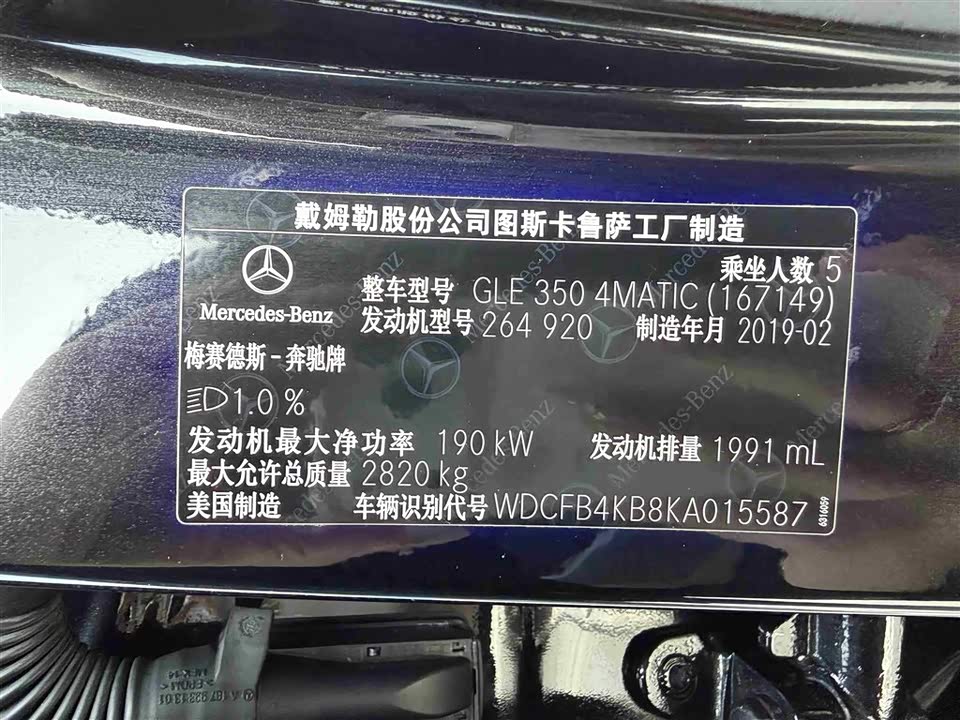 戴姆勒股份公司图斯卡鲁萨工厂制造
乘坐人数 5
Mercedes-Benz
整车型号 GLE 350 4MATIC (167149)
发动机型号 264 920 制造年月 2019-02
梅赛德斯-奔驰牌
1.0 %
发动机最大净功率 190 kW 发动机排量 1991 mL
最大允许总质量 2820 kg
美国制造 车辆识别代号 WDCFB4KB8KA015587
6316059